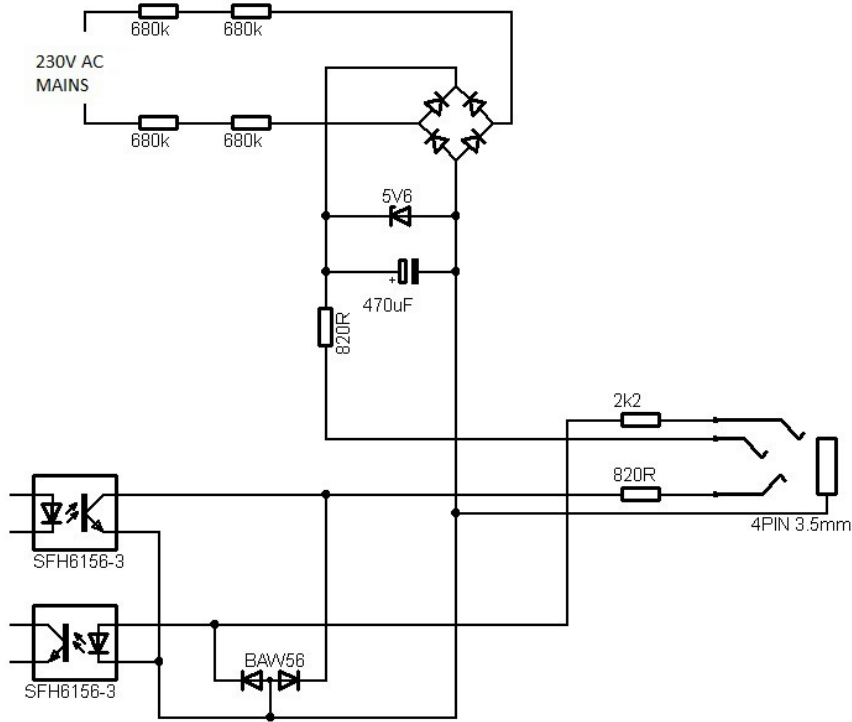 680k
680k
230V AC
MAINS
680k
680k
5V6
+
470uF
820R
2k2
820R
4PIN 3.5mm
SFH6156-3
BAW56
SFH6156-3